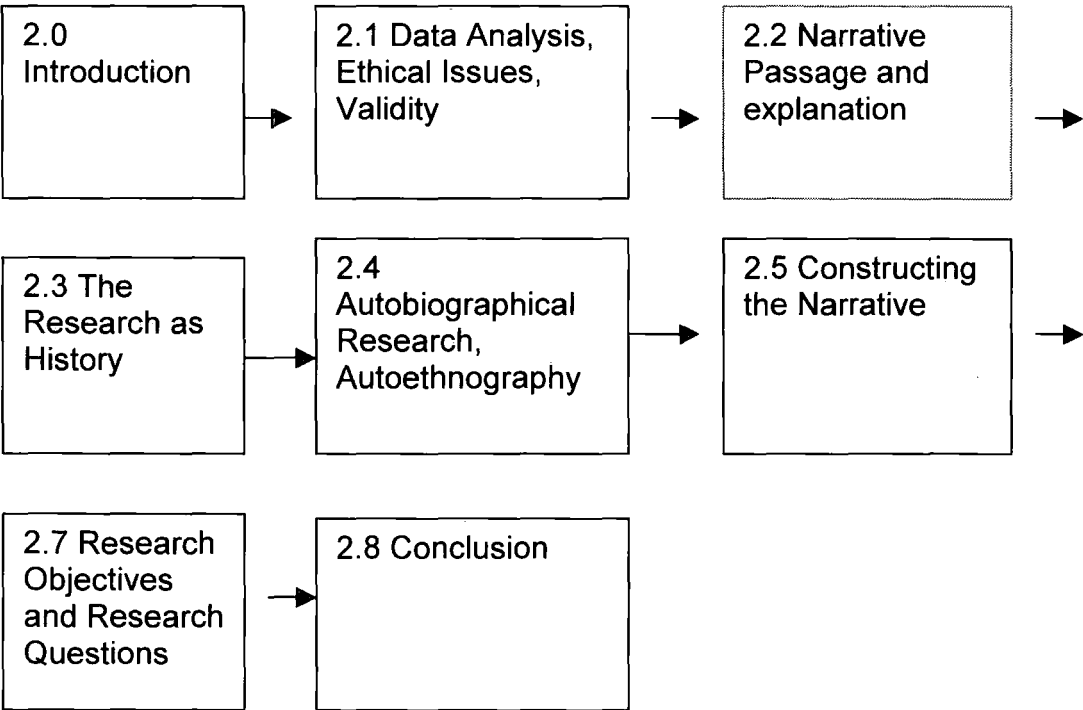 2.0
Introduction
2.1 Data Analysis,
Ethical Issues,
Validity
2.2 Narrative
Passage and
explanation
2.3 The
Research as
History
2.4
Autobiographical
Research,
Autoethnography
2.5 Constructing
the Narrative
2.7 Research
Objectives
and Research
Questions
2.8 Conclusion